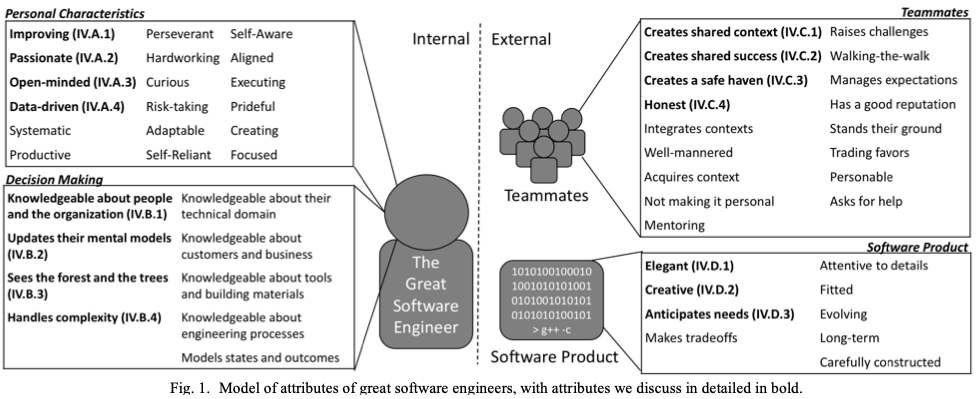 Personal Characteristics
Improving (IV.A.1) Perseverant Self-Aware
Passionate (IV.A.2) Hardworking Aligned
Open-minded (IV.A.3) Curious Executing
Data-driven (IV.A.4) Risk-taking Prideful
Systematic Adaptable Creating
Productive Self-Reliant Focused
Decision Making
Knowledgeable about people
and the organization (IV.B.1)
Updates their mental models
(IV.B.2)
Sees the forest and the trees
(IV.B.3)
Handles complexity (IV.B.4)
Knowledgeable about their
technical domain
Knowledgeable about
customers and business
Knowledgeable about tools
and building materials
Knowledgeable about
engineering processes
Models states and outcomes
Internal
External
The
Great
Software
Engineer
Teammates
Software Product
1010100100010
1001010101001
0101001010101
0101010100101
> g++ -c
Teammates
Creates shared context (IV.C.1) Raises challenges
Creates shared success (IV.C.2) Walking-the-walk
Creates a safe haven (IV.C.3) Manages expectations
Honest (IV.C.4) Has a good reputation
Integrates contexts Stands their ground
Well-mannered Trading favors
Acquires context Personable
Not making it personal Asks for help
Mentoring
Software Product
Elegant (IV.D.1) Attentive to details
Creative (IV.D.2) Fitted
Anticipates needs (IV.D.3) Evolving
Makes tradeoffs Long-term
Carefully constructed
Fig. 1. Model of attributes of great software engineers, with attributes we discuss in detailed in bold.